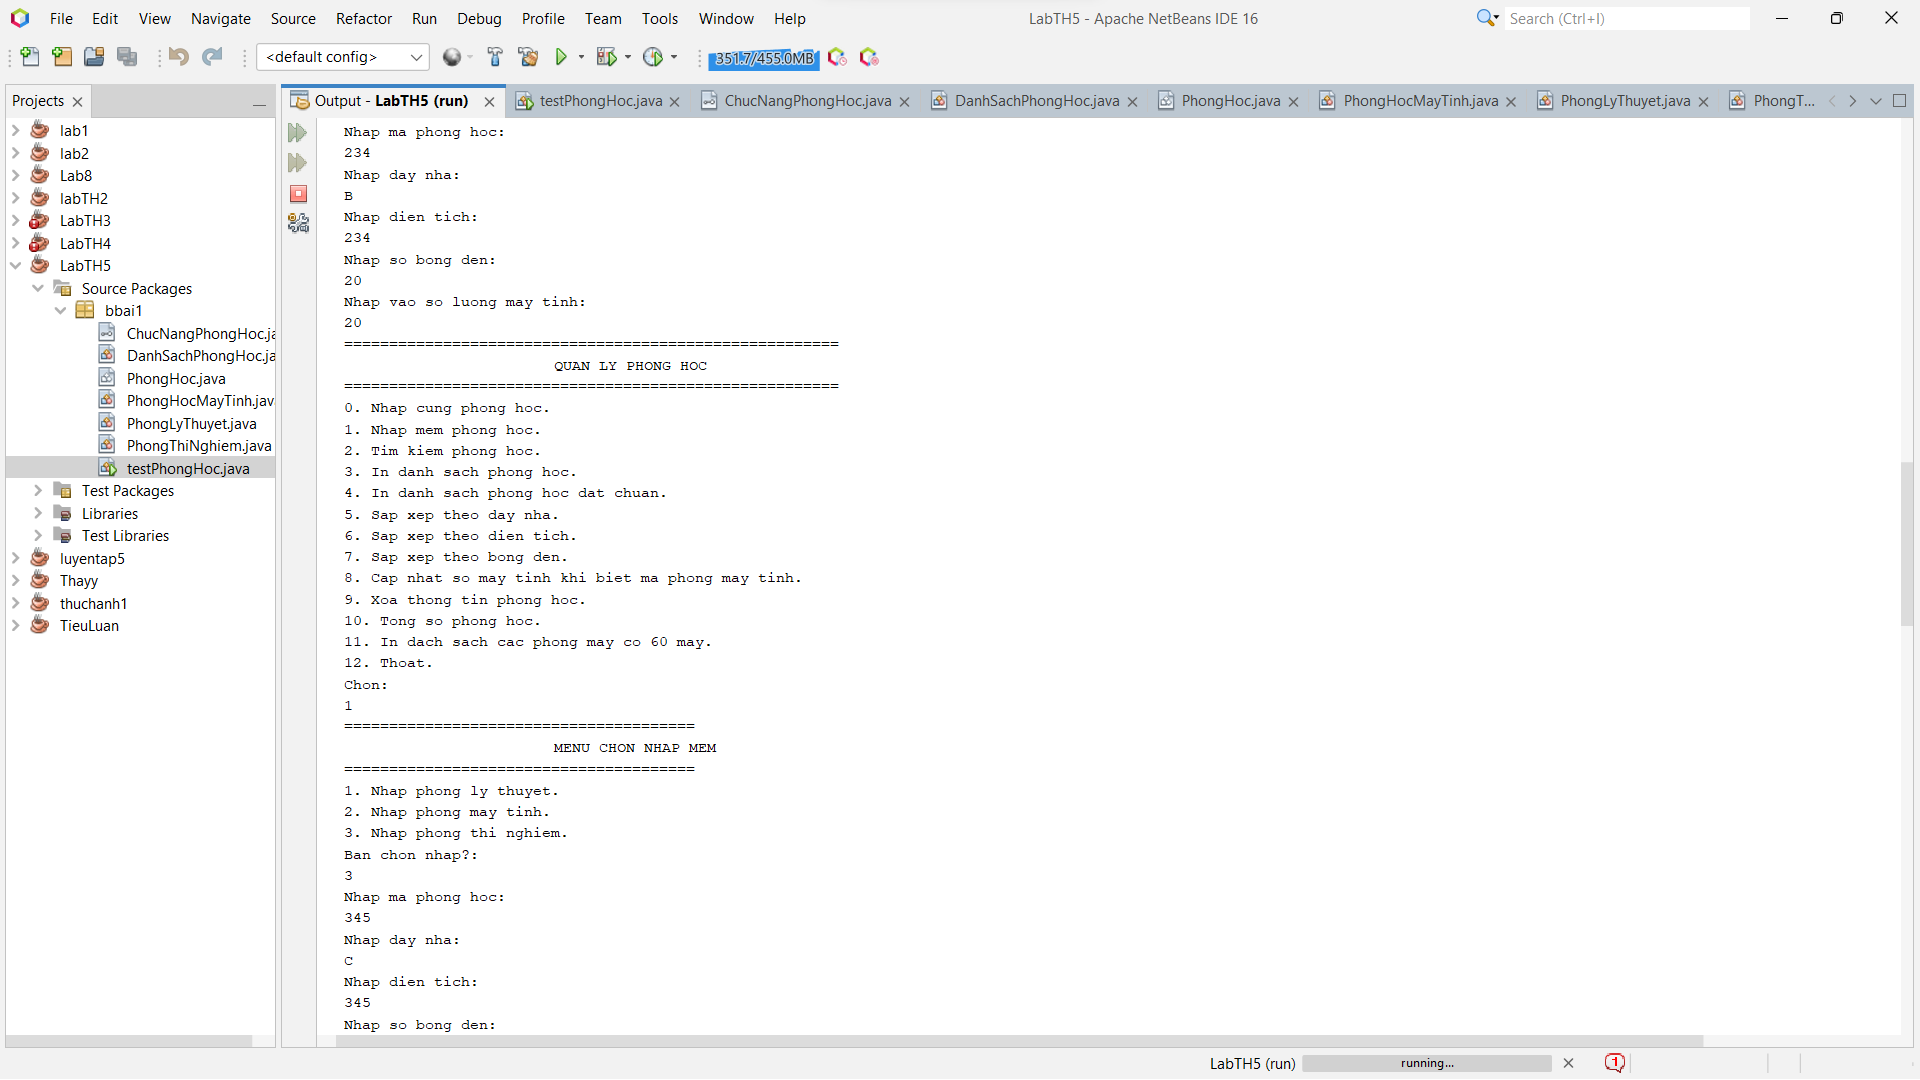 File Edit View Navigate Source Refactor Run Debug Profile Team Tools Window Help LabTH5 - Apache NetBeans IDE 16 Search (Ctrl+I)
<default config> 351.7/455.0MB
Projects Output - LabTH5 (run) testPhongHoc.java ChucNangPhongHoc.java DanhSachPhongHoc.java PhongHoc.java PhongHocMayTinh.java PhongLyThuyet.java PhongT...
lab1
lab2
Lab8
labTH2
LabTH3
LabTH4
LabTH5
Source Packages
bbai1
ChucNangPhongHoc.ja
DanhSachPhongHoc.ja
PhongHoc.java
PhongHocMayTinh.jav
PhongLyThuyet.java
PhongThiNghiem.java
testPhongHoc.java
Test Packages
Libraries
Test Libraries
luyentap5
Thayy
thuchanh1
TieuLuan
Nhap ma phong hoc:
234
Nhap day nha:
B
Nhap dien tich:
234
Nhap so bong den:
20
Nhap vao so luong may tinh:
20
=======================================================
QUAN LY PHONG HOC
=======================================================
0. Nhap cung phong hoc.
1. Nhap mem phong hoc.
2. Tim kiem phong hoc.
3. In danh sach phong hoc.
4. In danh sach phong hoc dat chuan.
5. Sap xep theo day nha.
6. Sap xep theo dien tich.
7. Sap xep theo bong den.
8. Cap nhat so may tinh khi biet ma phong may tinh.
9. Xoa thong tin phong hoc.
10. Tong so phong hoc.
11. In dach sach cac phong may co 60 may.
12. Thoat.
Chon:
1
=======================================
MENU CHON NHAP MEM
=======================================
1. Nhap phong ly thuyet.
2. Nhap phong may tinh.
3. Nhap phong thi nghiem.
Ban chon nhap?:
3
Nhap ma phong hoc:
345
Nhap day nha:
C
Nhap dien tich:
345
Nhap so bong den:
LabTH5 (run) running...